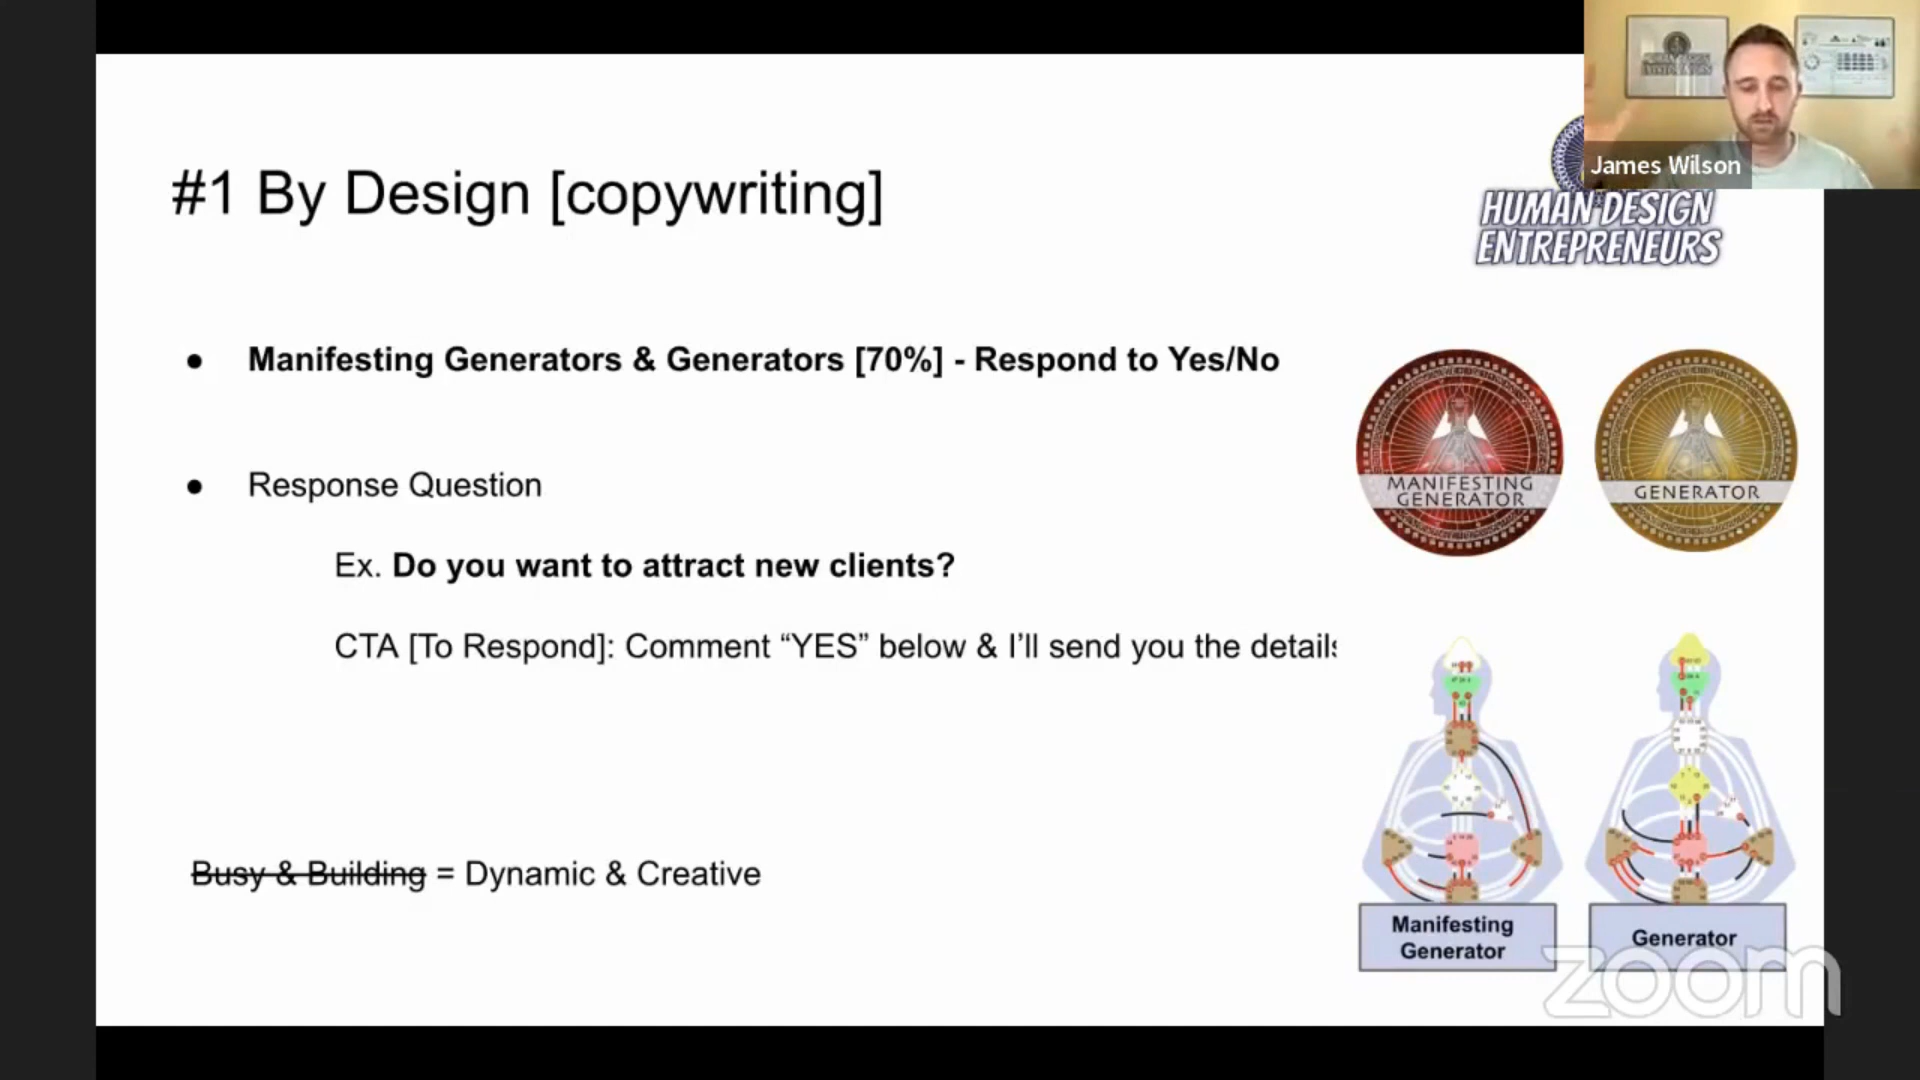 James Wilson
#1 By Design [copywriting]
HUMAN DESIGN
ENTREPRENEURS
● Manifesting Generators & Generators [70%] - Respond to Yes/No
● Response Question
Ex. Do you want to attract new clients?
CTA [To Respond]: Comment “YES” below & I’ll send you the details
MANIFESTING
GENERATOR
GENERATOR
Busy & Building = Dynamic & Creative
Manifesting
Generator
Generator
zoom